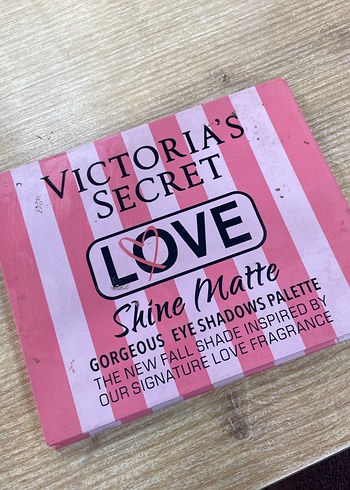 VICTORIA'S
SECRET
LOVE
Shine Matte
GORGEOUS EYE SHADOWS PALETTE
THE NEW FALL SHADE INSPIRED BY
OUR SIGNATURE LOVE FRAGRANCE